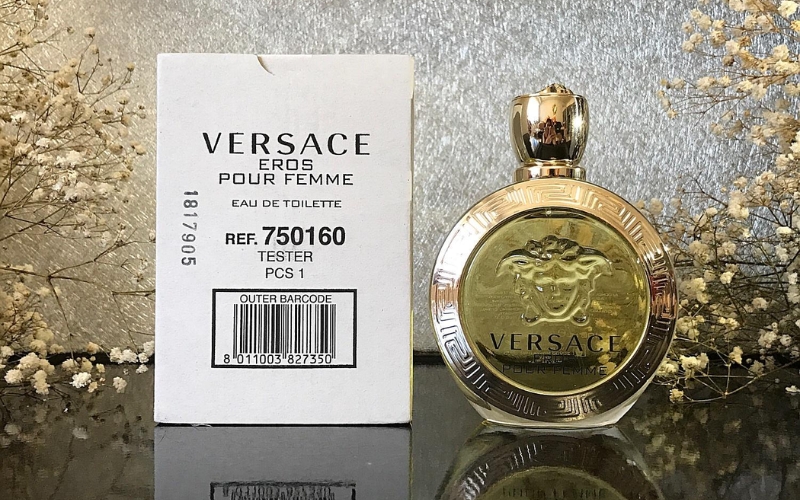 VERSACE
EROS
POUR FEMME
EAU DE TOILETTE
REF. 750160
TESTER
PCS 1
OUTER BARCODE
8 011003 827350
1817905
VERSACE
EROS
POUR FEMME